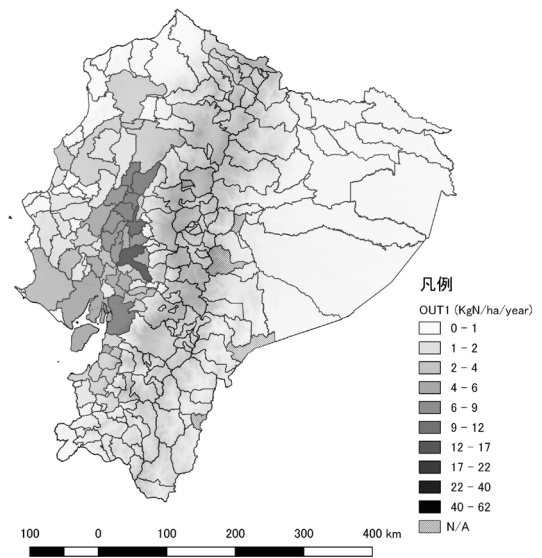 凡例
OUT1 (KgN/ha/year)
0 - 1
1 - 2
2 - 4
4 - 6
6 - 9
9 - 12
12 - 17
17 - 22
22 - 40
40 - 62
N/A
100 0 100 200 300 400 km